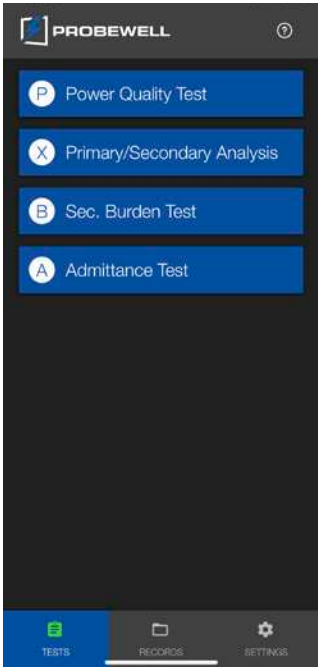 PROBEWELL
?
P Power Quality Test
X Primary/Secondary Analysis
B Sec. Burden Test
A Admittance Test
TESTS RECORDS SETTINGS